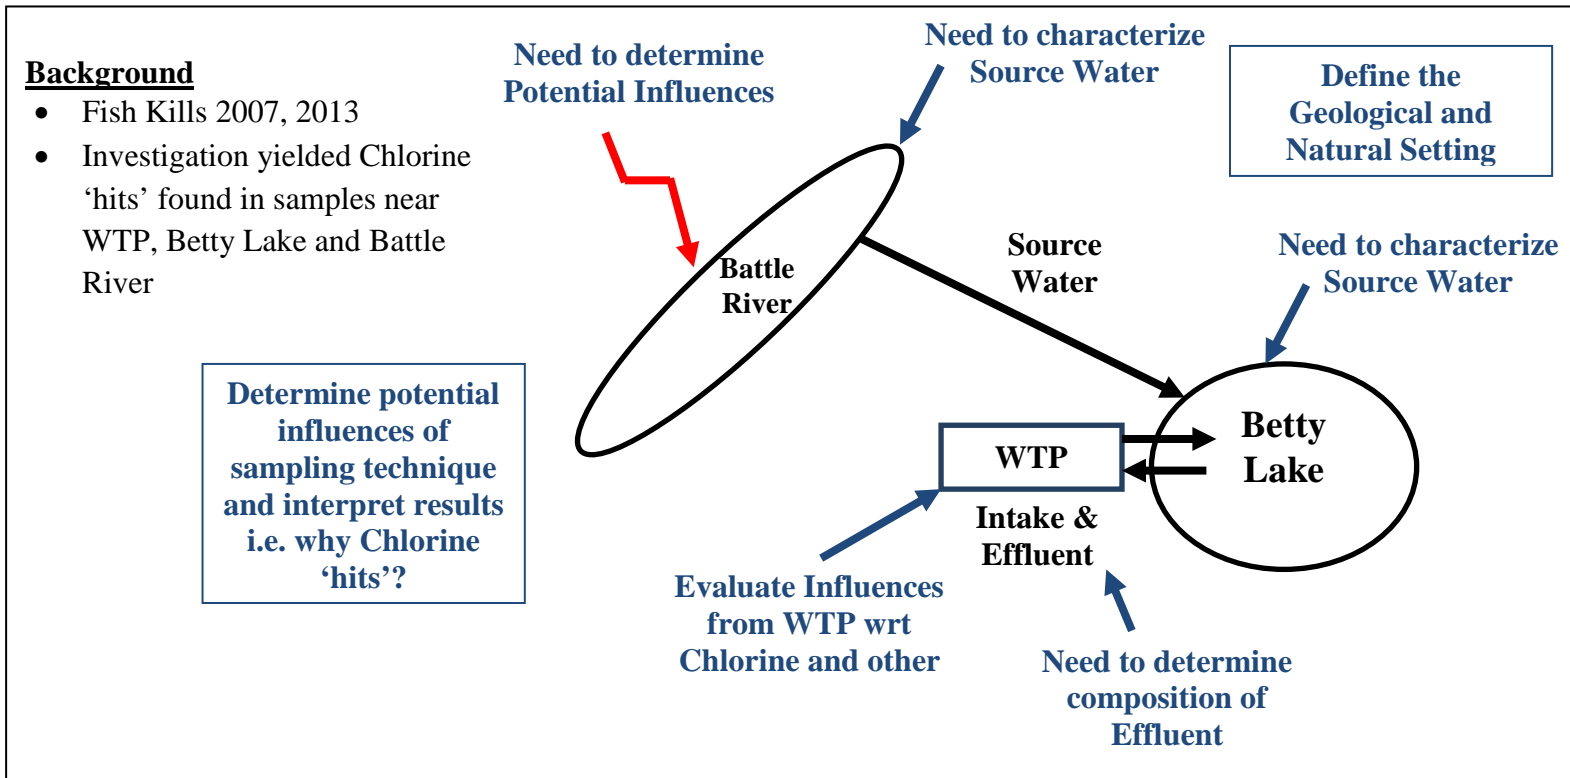 Background
• Fish Kills 2007, 2013
• Investigation yielded Chlorine
‘hits’ found in samples near
WTP, Betty Lake and Battle
River
Need to determine
Potential Influences
Need to characterize
Source Water
Define the
Geological and
Natural Setting
Battle
River
Source
Water
Need to characterize
Source Water
Determine potential
influences of
sampling technique
and interpret results
i.e. why Chlorine
‘hits’?
WTP
Betty
Lake
Intake &
Effluent
Evaluate Influences
from WTP wrt
Chlorine and other
Need to determine
composition of
Effluent